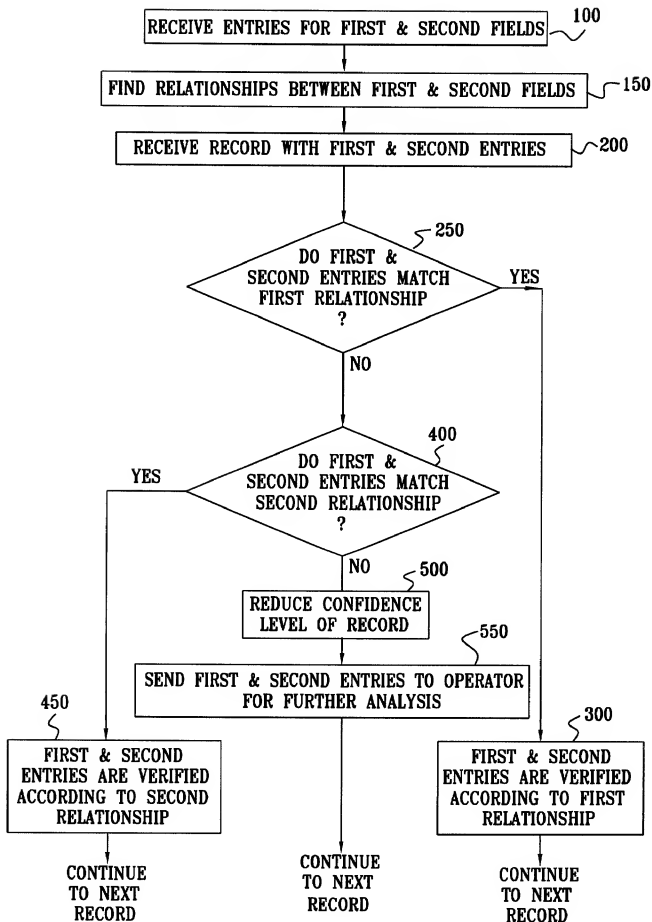 RECEIVE ENTRIES FOR FIRST & SECOND FIELDS
100
FIND RELATIONSHIPS BETWEEN FIRST & SECOND FIELDS
150
RECEIVE RECORD WITH FIRST & SECOND ENTRIES
200
250
DO FIRST &
SECOND ENTRIES MATCH
FIRST RELATIONSHIP
?
YES
NO
400
DO FIRST &
SECOND ENTRIES MATCH
SECOND RELATIONSHIP
?
YES
NO
500
REDUCE CONFIDENCE
LEVEL OF RECORD
550
SEND FIRST & SECOND ENTRIES TO OPERATOR
FOR FURTHER ANALYSIS
450
FIRST & SECOND
ENTRIES ARE VERIFIED
ACCORDING TO SECOND
RELATIONSHIP
300
FIRST & SECOND
ENTRIES ARE VERIFIED
ACCORDING TO FIRST
RELATIONSHIP
CONTINUE
TO NEXT
RECORD
CONTINUE
TO NEXT
RECORD
CONTINUE
TO NEXT
RECORD